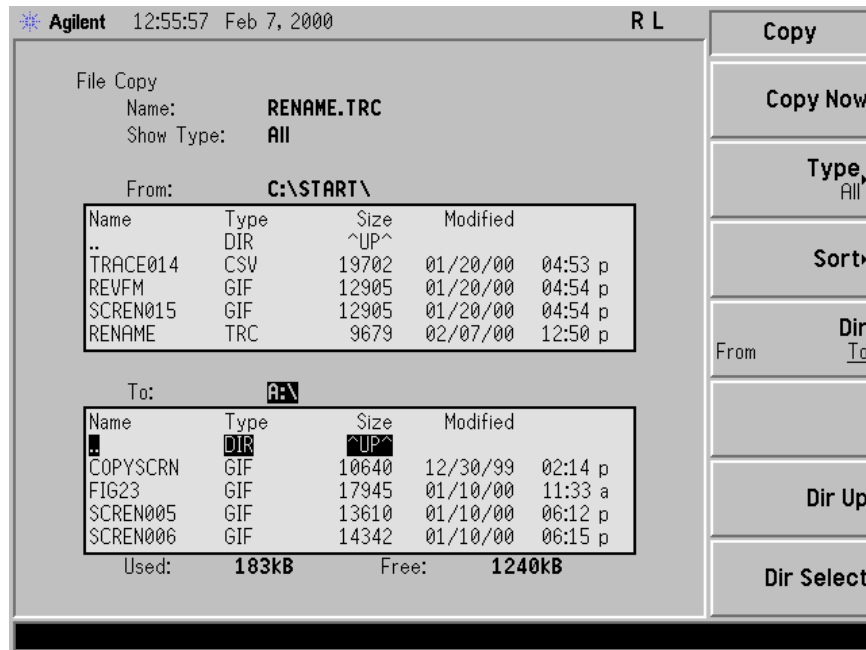 Agilent 12:55:57 Feb 7, 2000 R L
File Copy
Name: RENAME.TRC
Show Type: All
From: C:\START\
Name Type Size Modified
.. DIR ^UP^
TRACE014 CSV 19702 01/20/00 04:53 p
REVFM GIF 12905 01/20/00 04:54 p
SCREN015 GIF 12905 01/20/00 04:54 p
RENAME TRC 9679 02/07/00 12:50 p
To: A:\
Name Type Size Modified
.. DIR ^UP^
COPYSCRN GIF 10640 12/30/99 02:14 p
FIG23 GIF 17945 01/10/00 11:33 a
SCREN005 GIF 13610 01/10/00 06:12 p
SCREN006 GIF 14342 01/10/00 06:15 p
Used: 183kB Free: 1240kB
Copy
Copy Now
Type
All
Sort
Dir
From To
Dir Up
Dir Select